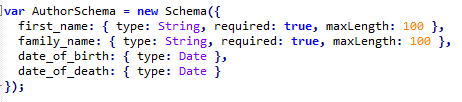 var AuthorSchema = new Schema({
first_name: { type: String, required: true, maxLength: 100 },
family_name: { type: String, required: true, maxLength: 100 },
date_of_birth: { type: Date },
date_of_death: { type: Date }
});